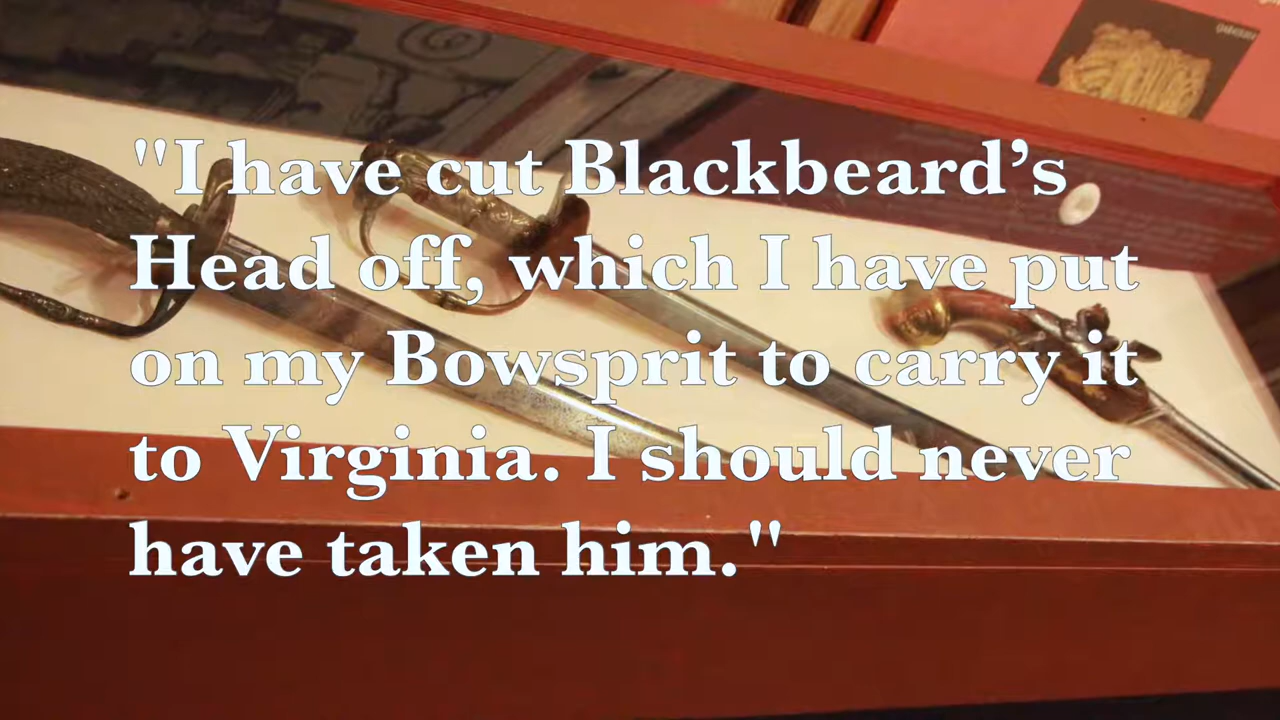 "I have cut Blackbeard’s
Head off, which I have put
on my Bowsprit to carry it
to Virginia. I should never
have taken him."